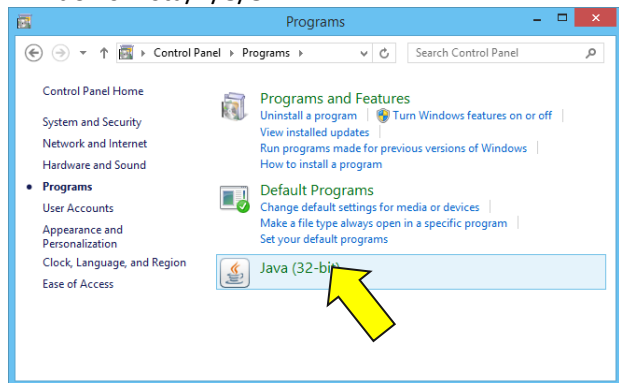 Programs
Control Panel ▸ Programs ▸
Search Control Panel
Control Panel Home
System and Security
Network and Internet
Hardware and Sound
Programs
User Accounts
Appearance and
Personalization
Clock, Language, and Region
Ease of Access
Programs and Features
Uninstall a program
Turn Windows features on or off
View installed updates
Run programs made for previous versions of Windows
How to install a program
Default Programs
Change default settings for media or devices
Make a file type always open in a specific program
Set your default programs
Java (32-bit)